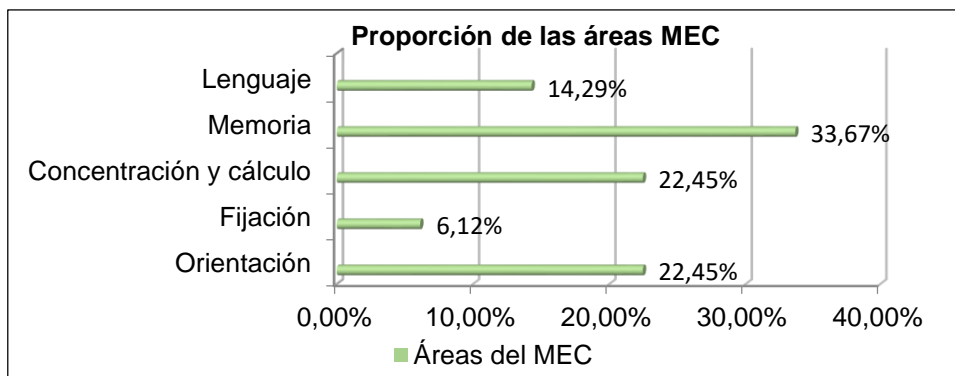 Proporción de las áreas MEC
Lenguaje
14,29%
Memoria
33,67%
Concentración y cálculo
22,45%
Fijación
6,12%
Orientación
22,45%
0,00% 10,00% 20,00% 30,00% 40,00%
Áreas del MEC